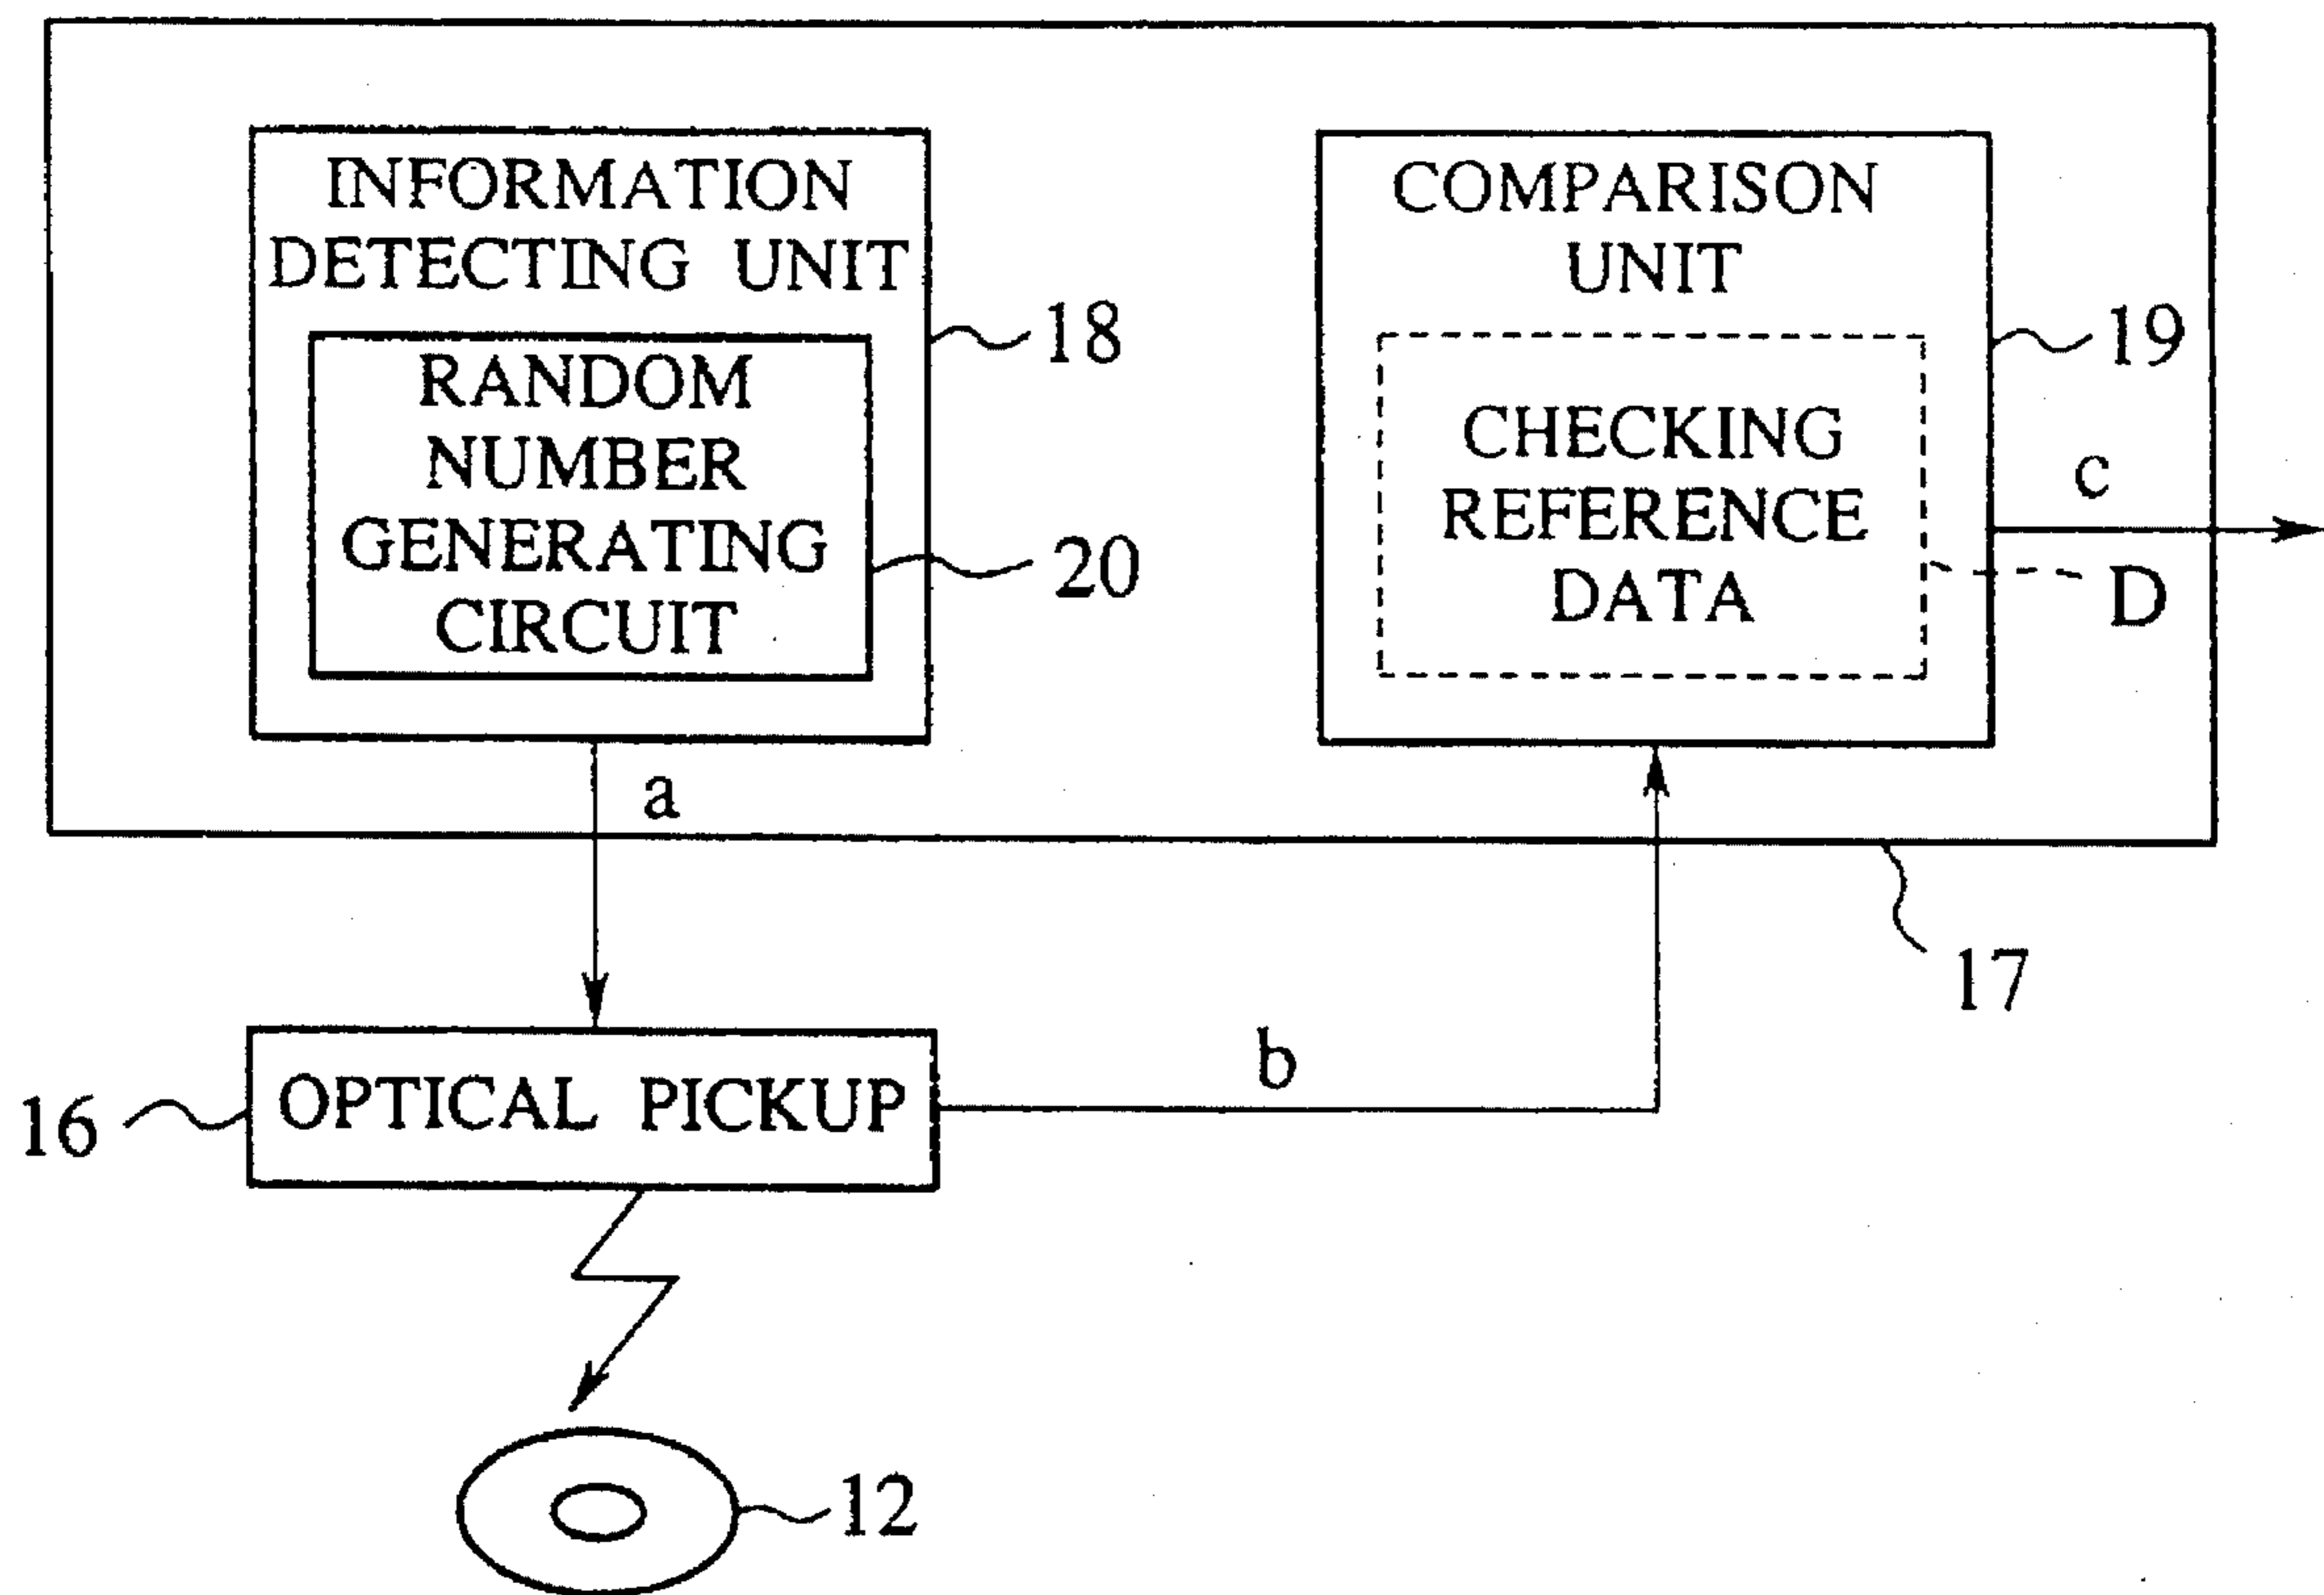 INFORMATION
DETECTING UNIT
RANDOM
NUMBER
GENERATING
CIRCUIT
18
20
COMPARISON
UNIT
CHECKING
REFERENCE
DATA
19
c
D
a
17
b
16
OPTICAL PICKUP
12